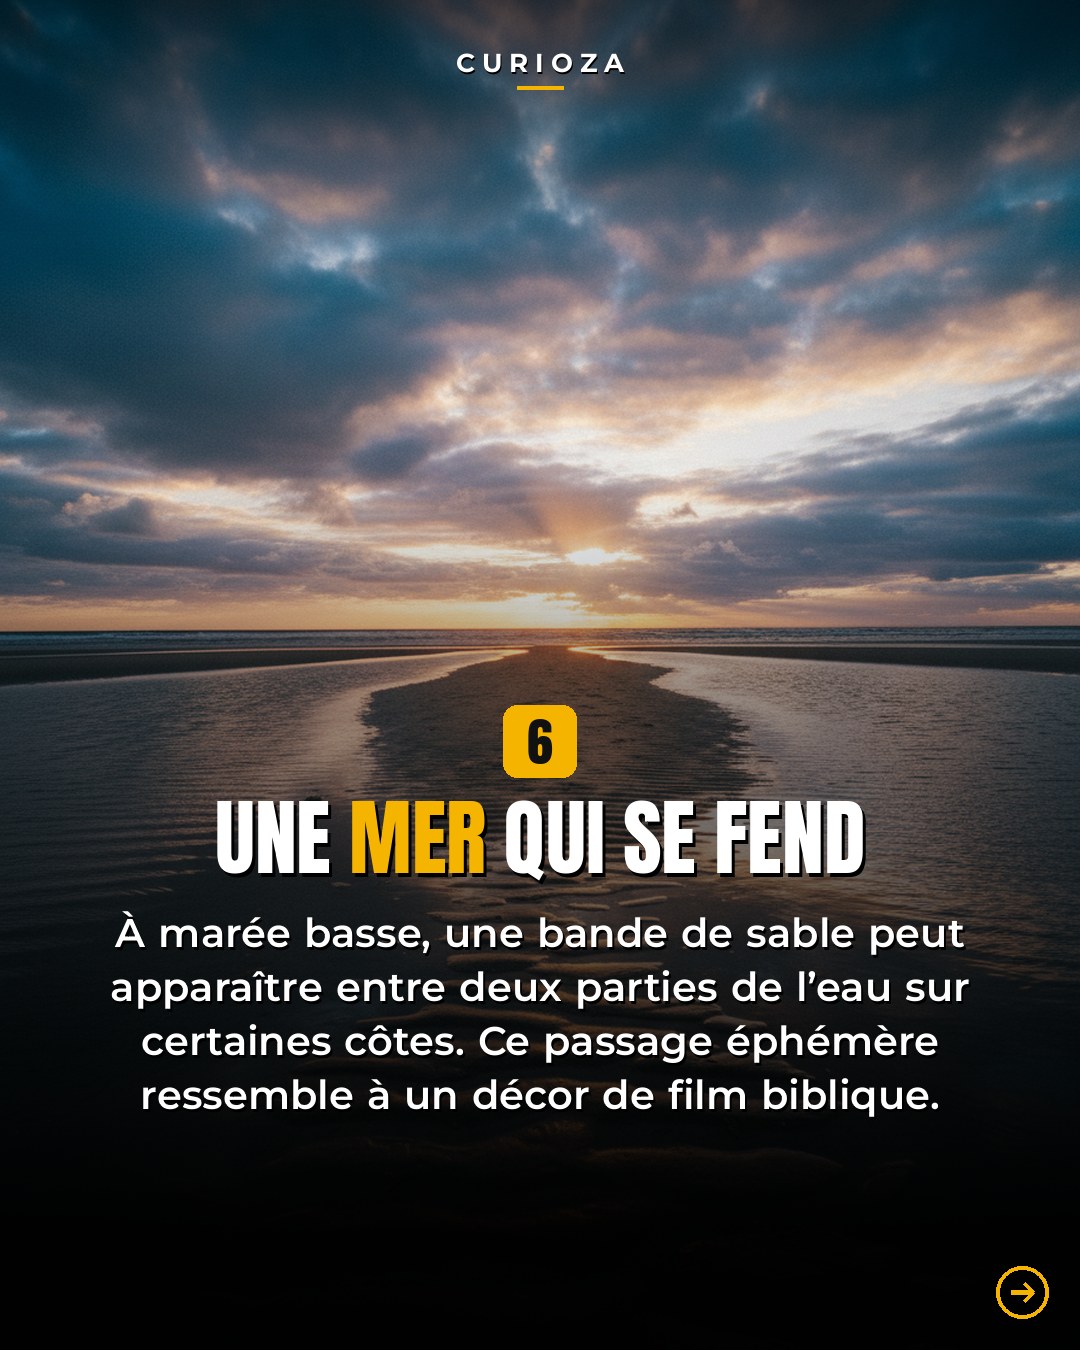 CURIOZA
6
UNE MER QUI SE FEND
À marée basse, une bande de sable peut
apparaître entre deux parties de l’eau sur
certaines côtes. Ce passage éphémère
ressemble à un décor de film biblique.